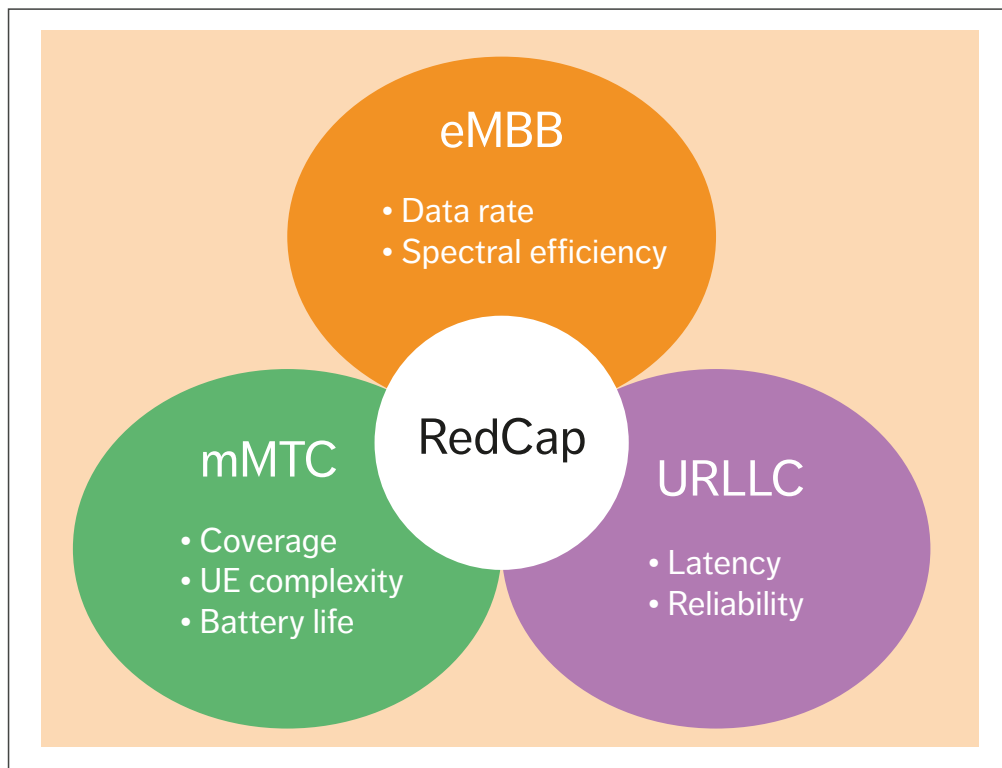 eMBB
• Data rate
• Spectral efficiency
RedCap
mMTC
• Coverage
• UE complexity
• Battery life
URLLC
• Latency
• Reliability